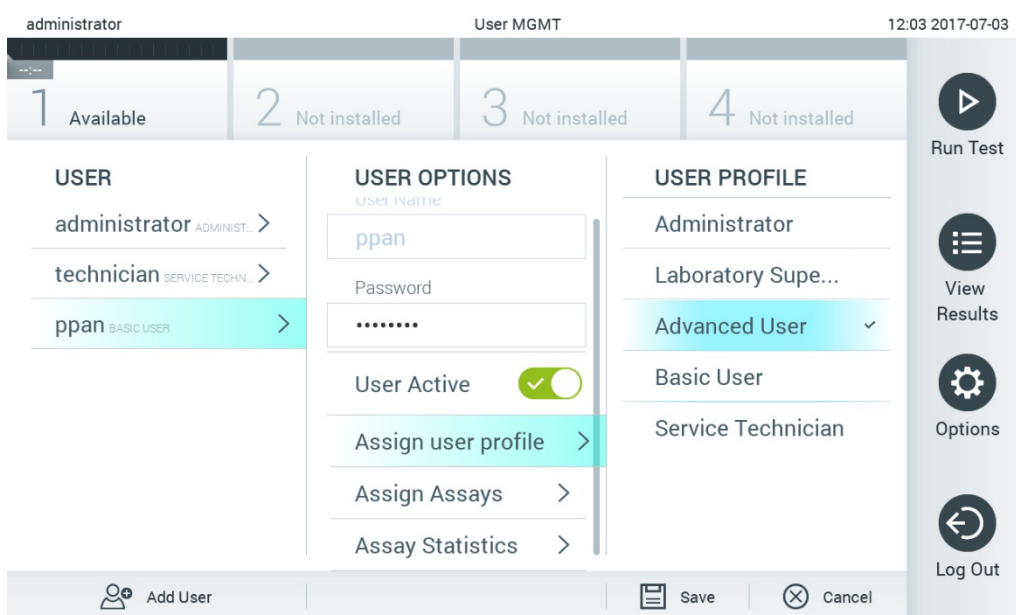 administrator User MGMT 12:03 2017-07-03
--:--
1 Available 2 Not installed 3 Not installed 4 Not installed
Run Test
USER
administrator ADMINIST...
technician SERVICE TECHN...
ppan BASIC USER
USER OPTIONS
User Name
ppan
Password
••••••••
User Active
Assign user profile
Assign Assays
Assay Statistics
USER PROFILE
Administrator
Laboratory Supe...
Advanced User
Basic User
Service Technician
View
Results
Options
Log Out
Add User Save Cancel